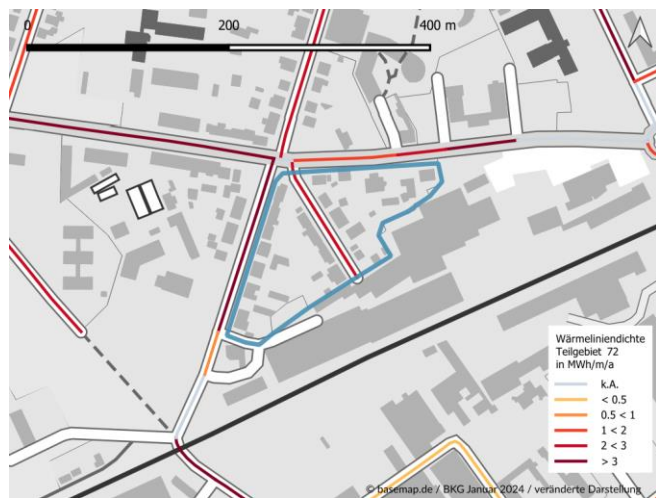 0 200 400 m
Wärmeliniendichte
Teilgebiet 72
in MWh/m/a
k.A.
< 0.5
0.5 < 1
1 < 2
2 < 3
> 3
© basemap.de / BKG Januar 2024 / veränderte Darstellung